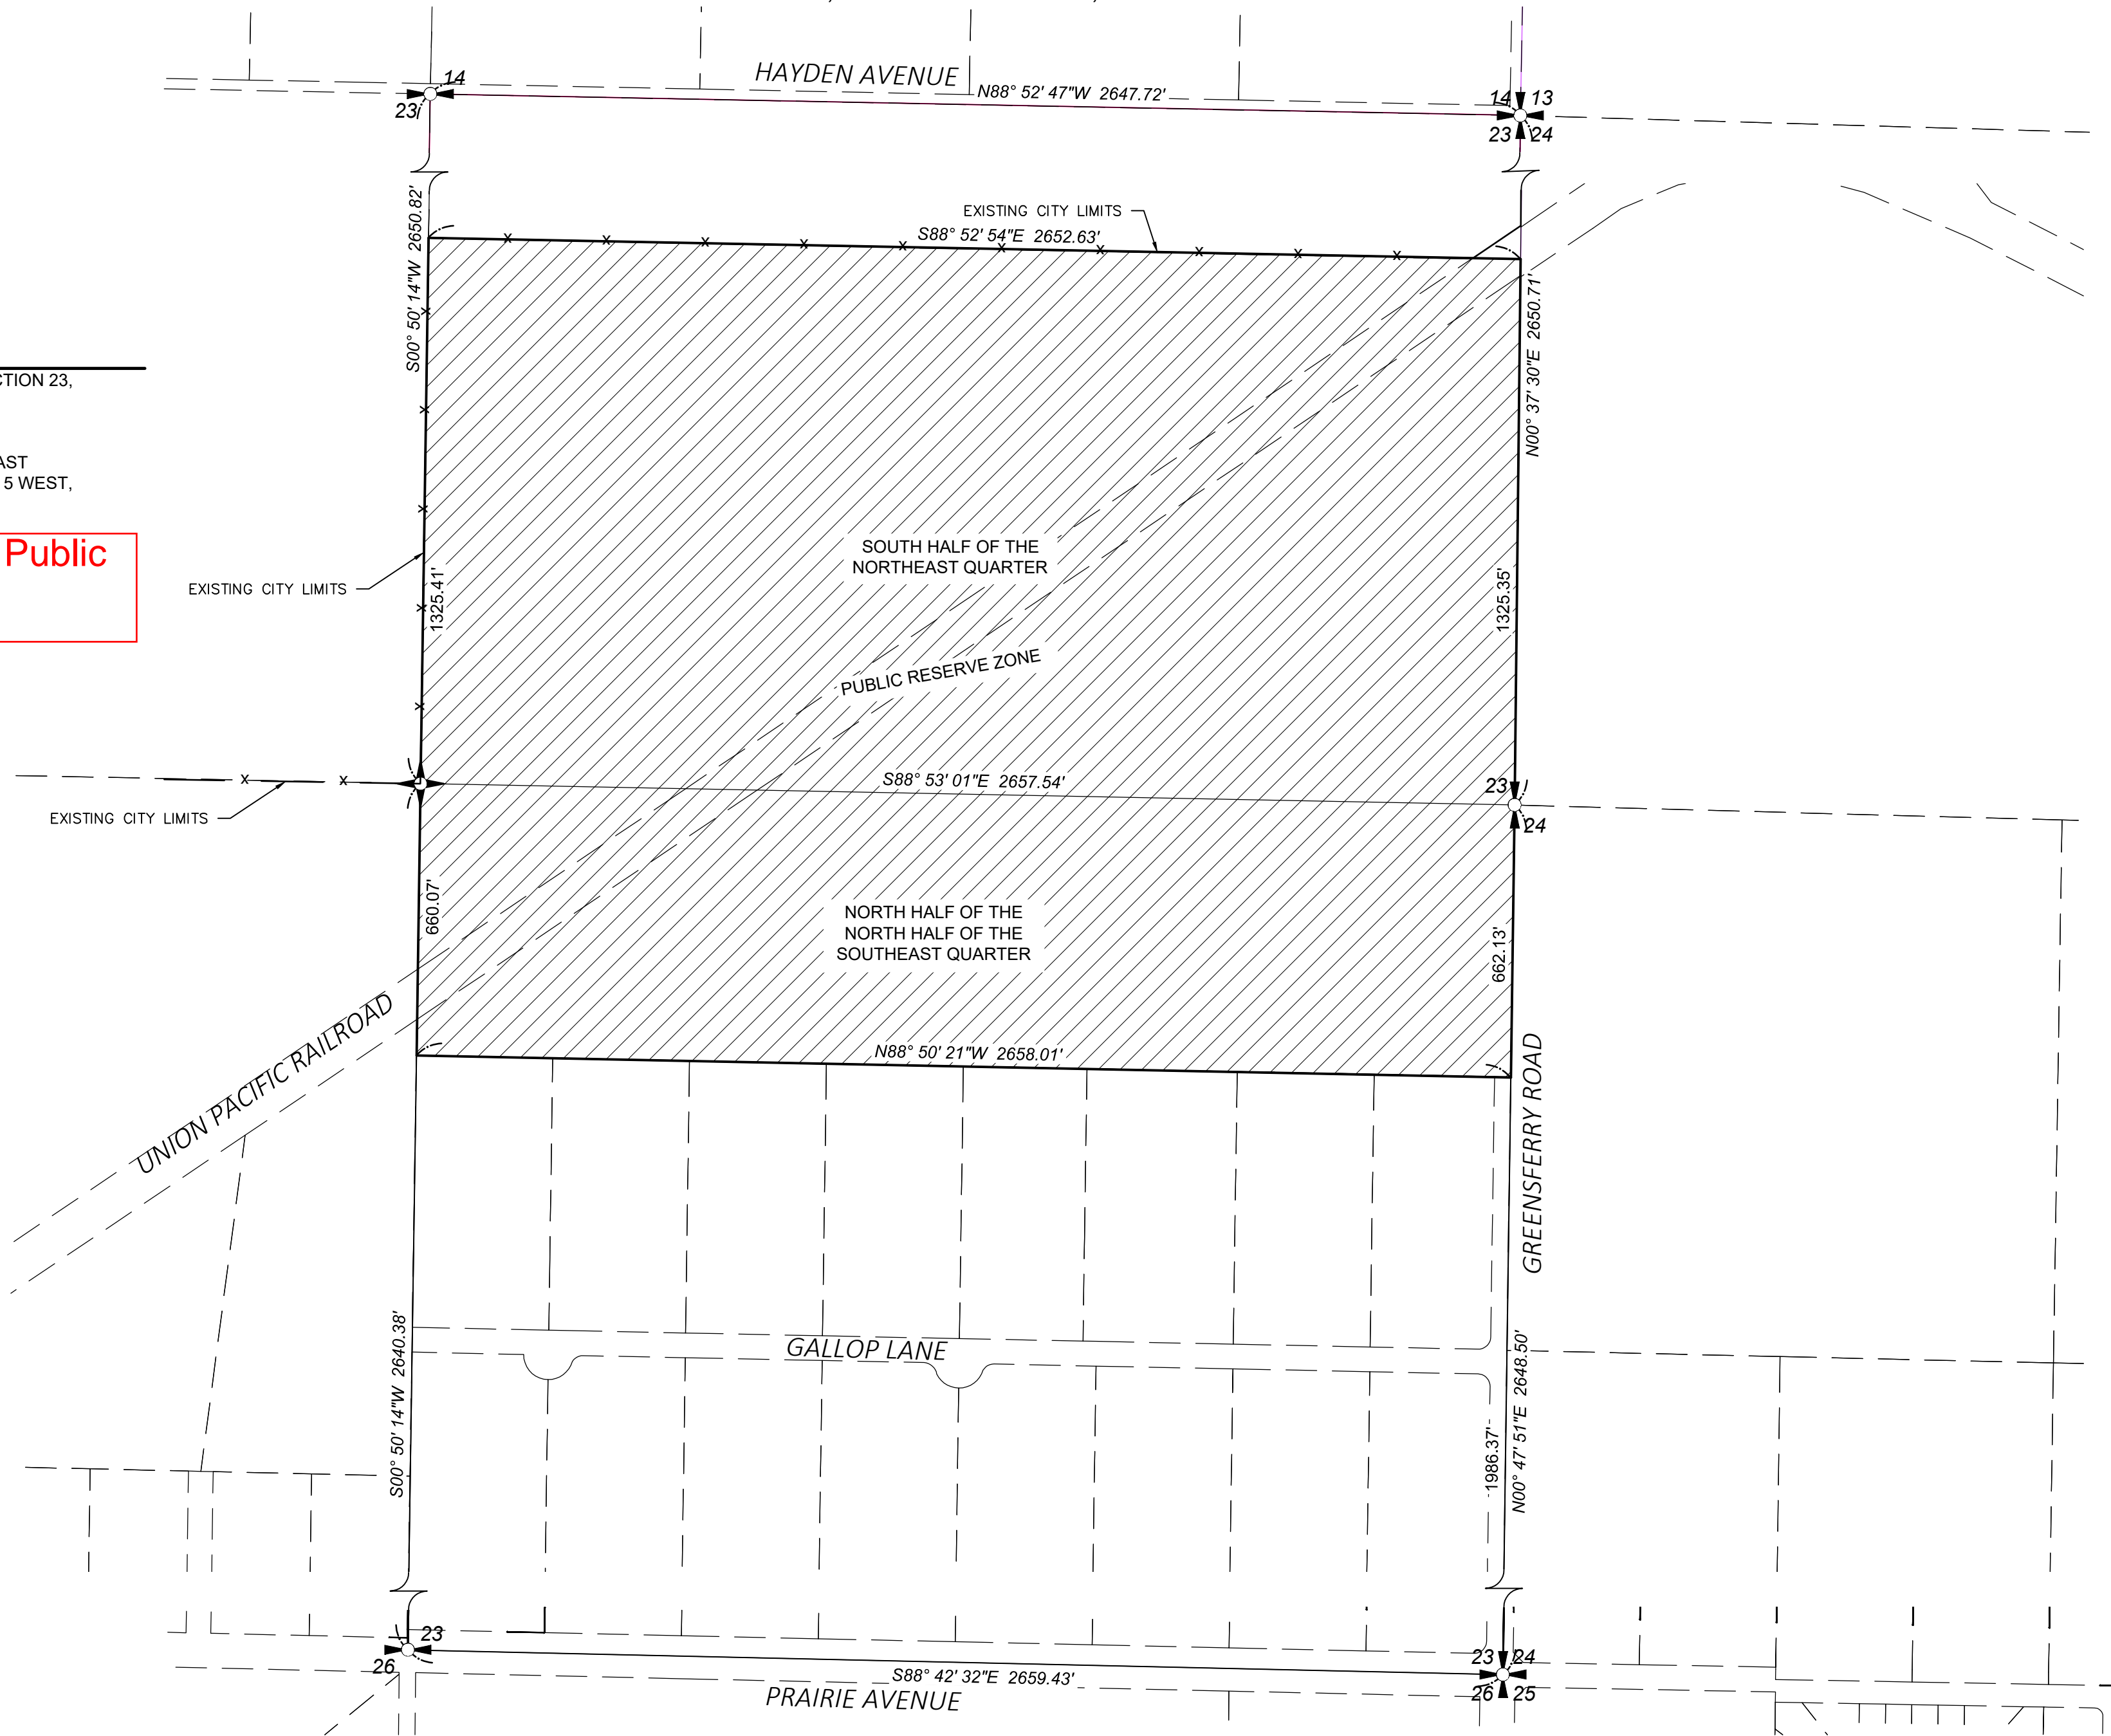 HAYDEN AVENUE
N88° 52' 47"W 2647.72'
14
23
14
13
23
24
S00° 50' 14"W 2650.82'
EXISTING CITY LIMITS
S88° 52' 54"E 2652.63'
N00° 37' 30"E 2650.71'
CTION 23,
AST
5 WEST,
Public
SOUTH HALF OF THE
NORTHEAST QUARTER
EXISTING CITY LIMITS
1325.41'
1325.35'
PUBLIC RESERVE ZONE
S88° 53' 01"E 2657.54'
23
24
EXISTING CITY LIMITS
660.07'
NORTH HALF OF THE
NORTH HALF OF THE
SOUTHEAST QUARTER
662.13'
UNION PACIFIC RAILROAD
N88° 50' 21"W 2658.01'
GREENSFERRY ROAD
GALLOP LANE
S00° 50' 14"W 2640.38'
1986.37'
N00° 47' 51"E 2648.50'
23
26
S88° 42' 32"E 2659.43'
23
24
26
25
PRAIRIE AVENUE